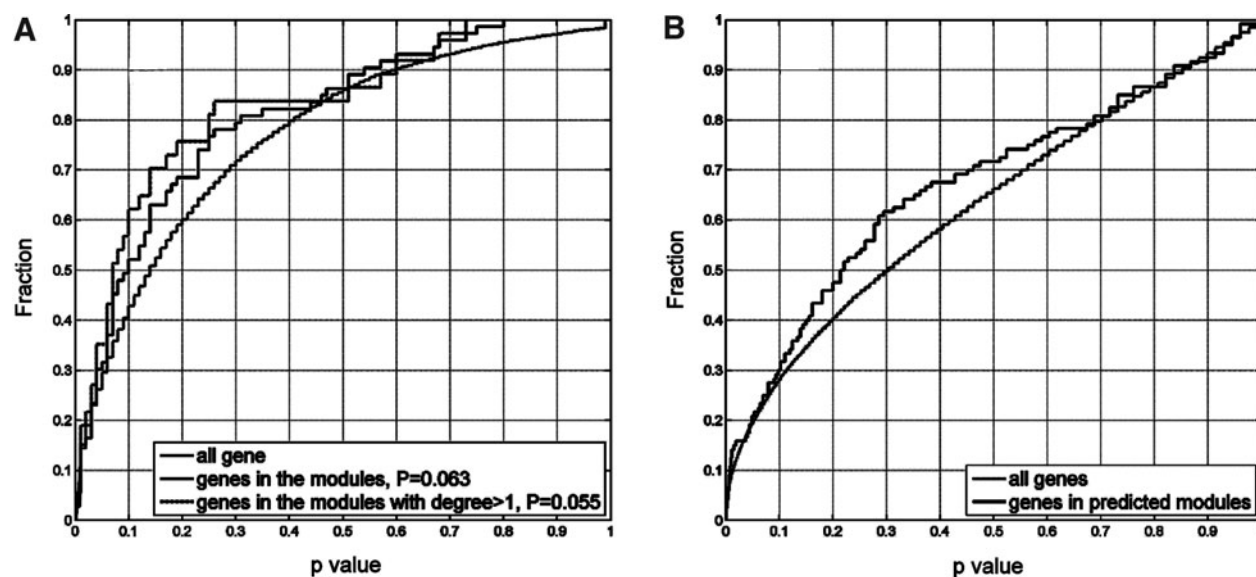 A
Fraction
1
0.9
0.8
0.7
0.6
0.5
0.4
0.3
0.2
0.1
0
all gene
genes in the modules, P=0.063
genes in the modules with degree>1, P=0.055
0 0.1 0.2 0.3 0.4 0.5 0.6 0.7 0.8 0.9 1
p value
B
Fraction
1
0.9
0.8
0.7
0.6
0.5
0.4
0.3
0.2
0.1
0
all genes
genes in predicted modules
0 0.1 0.2 0.3 0.4 0.5 0.6 0.7 0.8 0.9
p value